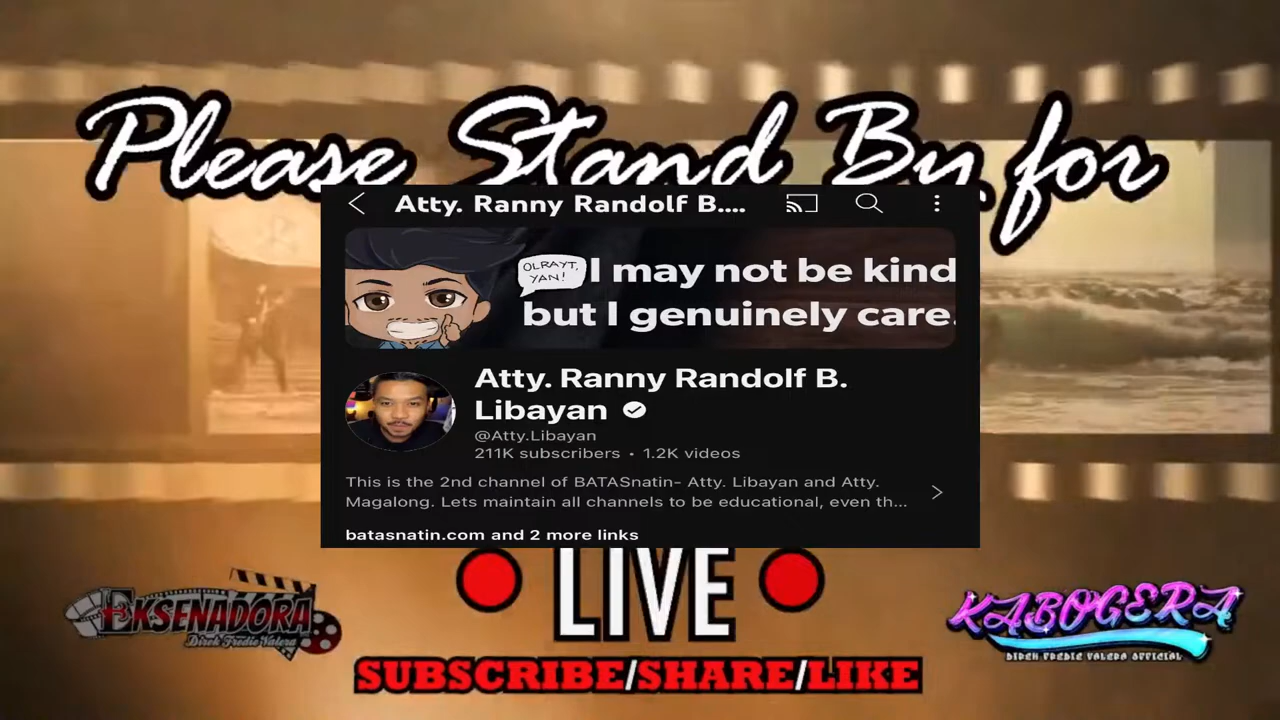 Please Stand By for
Atty. Ranny Randolf B....
OLRAYT,
YAN!
I may not be kind
but I genuinely care.
Atty. Ranny Randolf B.
Libayan
@Atty.Libayan
211K subscribers • 1.2K videos
This is the 2nd channel of BATASnatin- Atty. Libayan and Atty.
Magalong. Lets maintain all channels to be educational, even th...
batasnatin.com and 2 more links
LIVE
EKSENADORA
Direk Fredie Valera
KABOGERA
DIREK FREDIE VALERA OFFICIAL
SUBSCRIBE/SHARE/LIKE